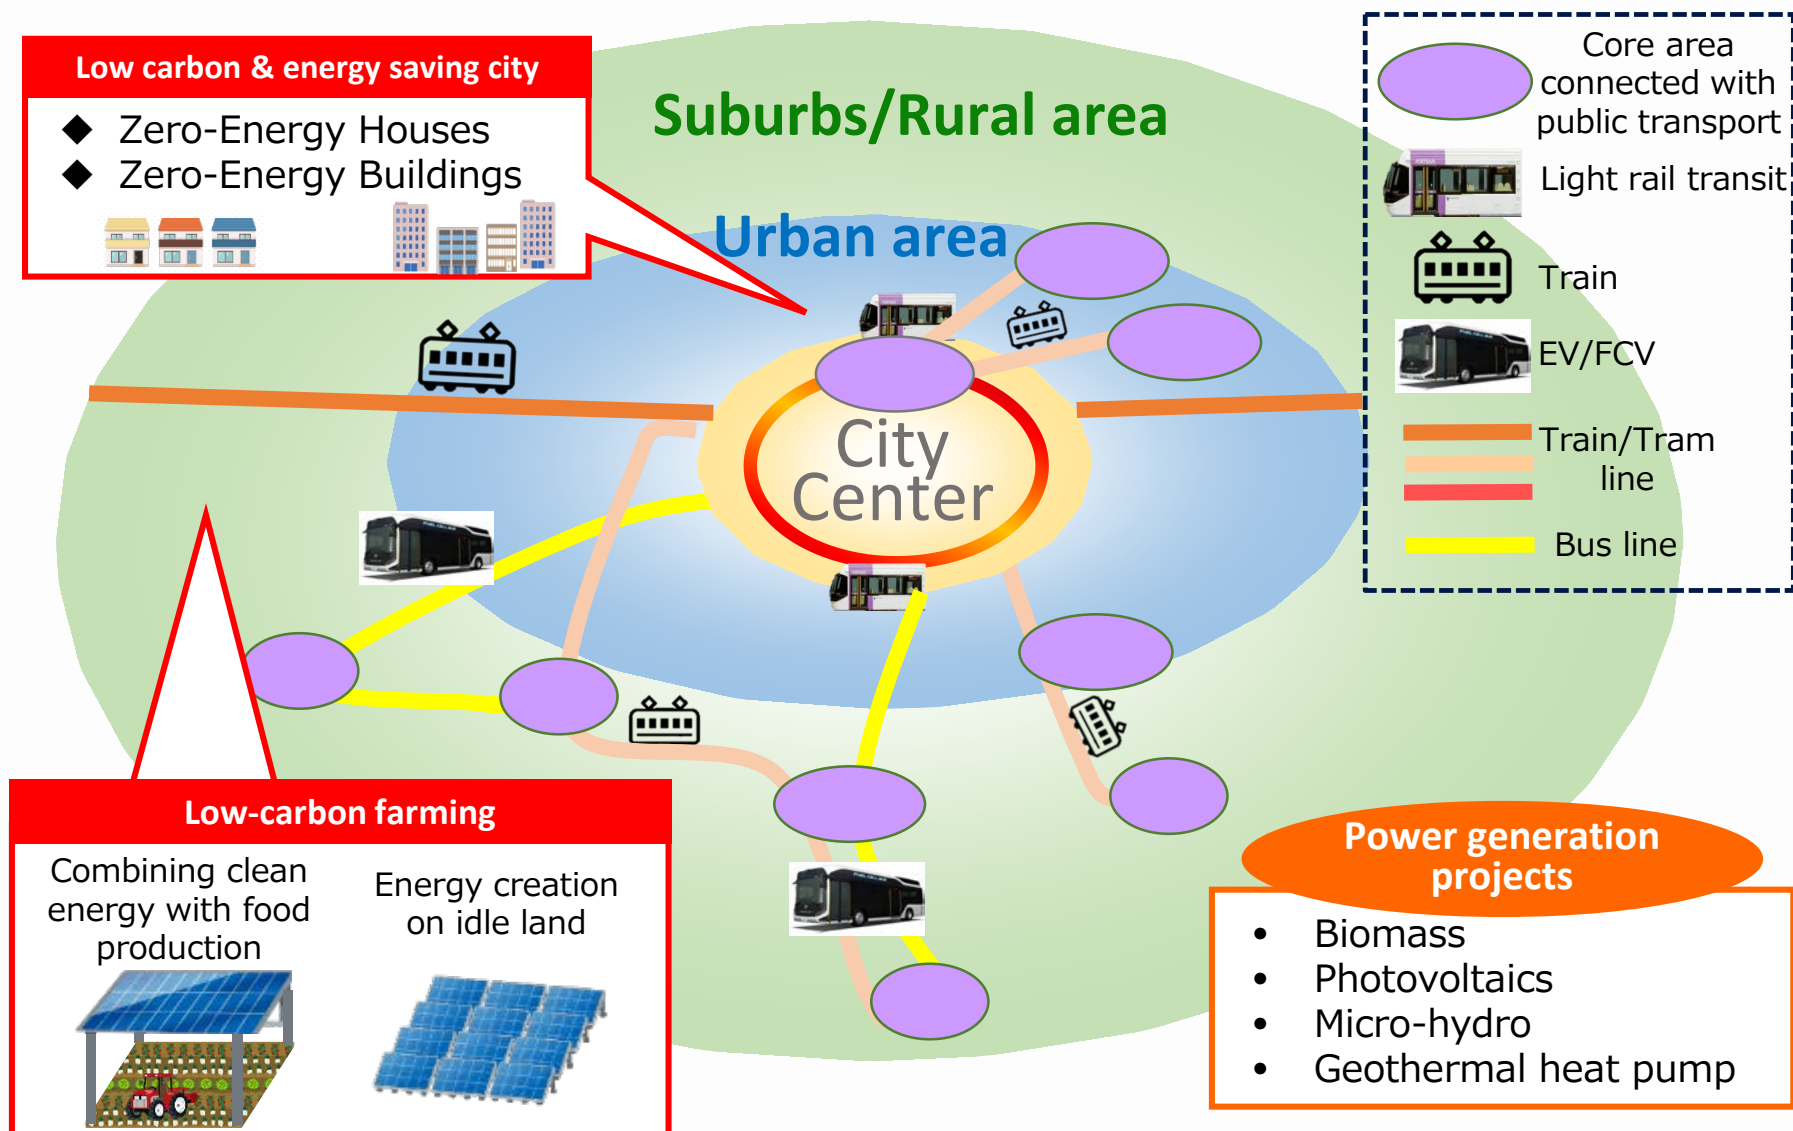 Low carbon & energy saving city
◆ Zero-Energy Houses
◆ Zero-Energy Buildings
Suburbs/Rural area
Urban area
City
Center
Core area
connected with
public transport
Light rail transit
Train
EV/FCV
Train/Tram
line
Bus line
Low-carbon farming
Combining clean
energy with food
production
Energy creation
on idle land
Power generation
projects
• Biomass
• Photovoltaics
• Micro-hydro
• Geothermal heat pump